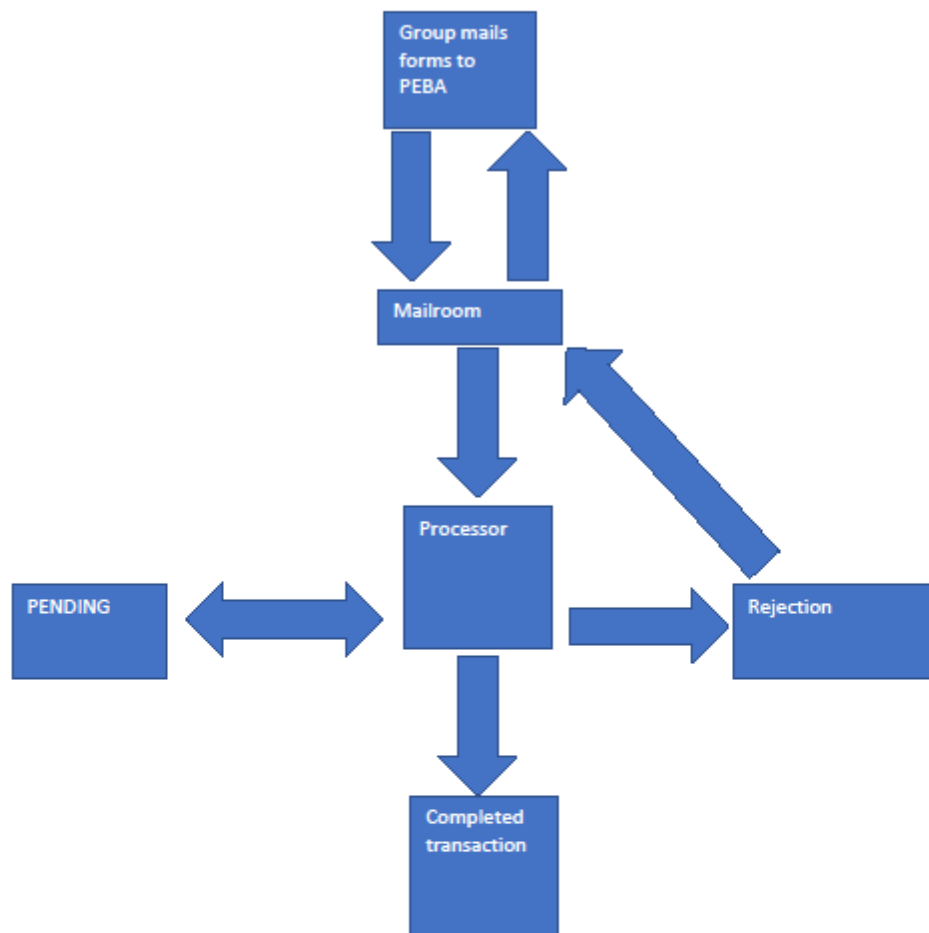 Group mails
forms to
PEBA
Mailroom
Processor
PENDING
Rejection
Completed
transaction